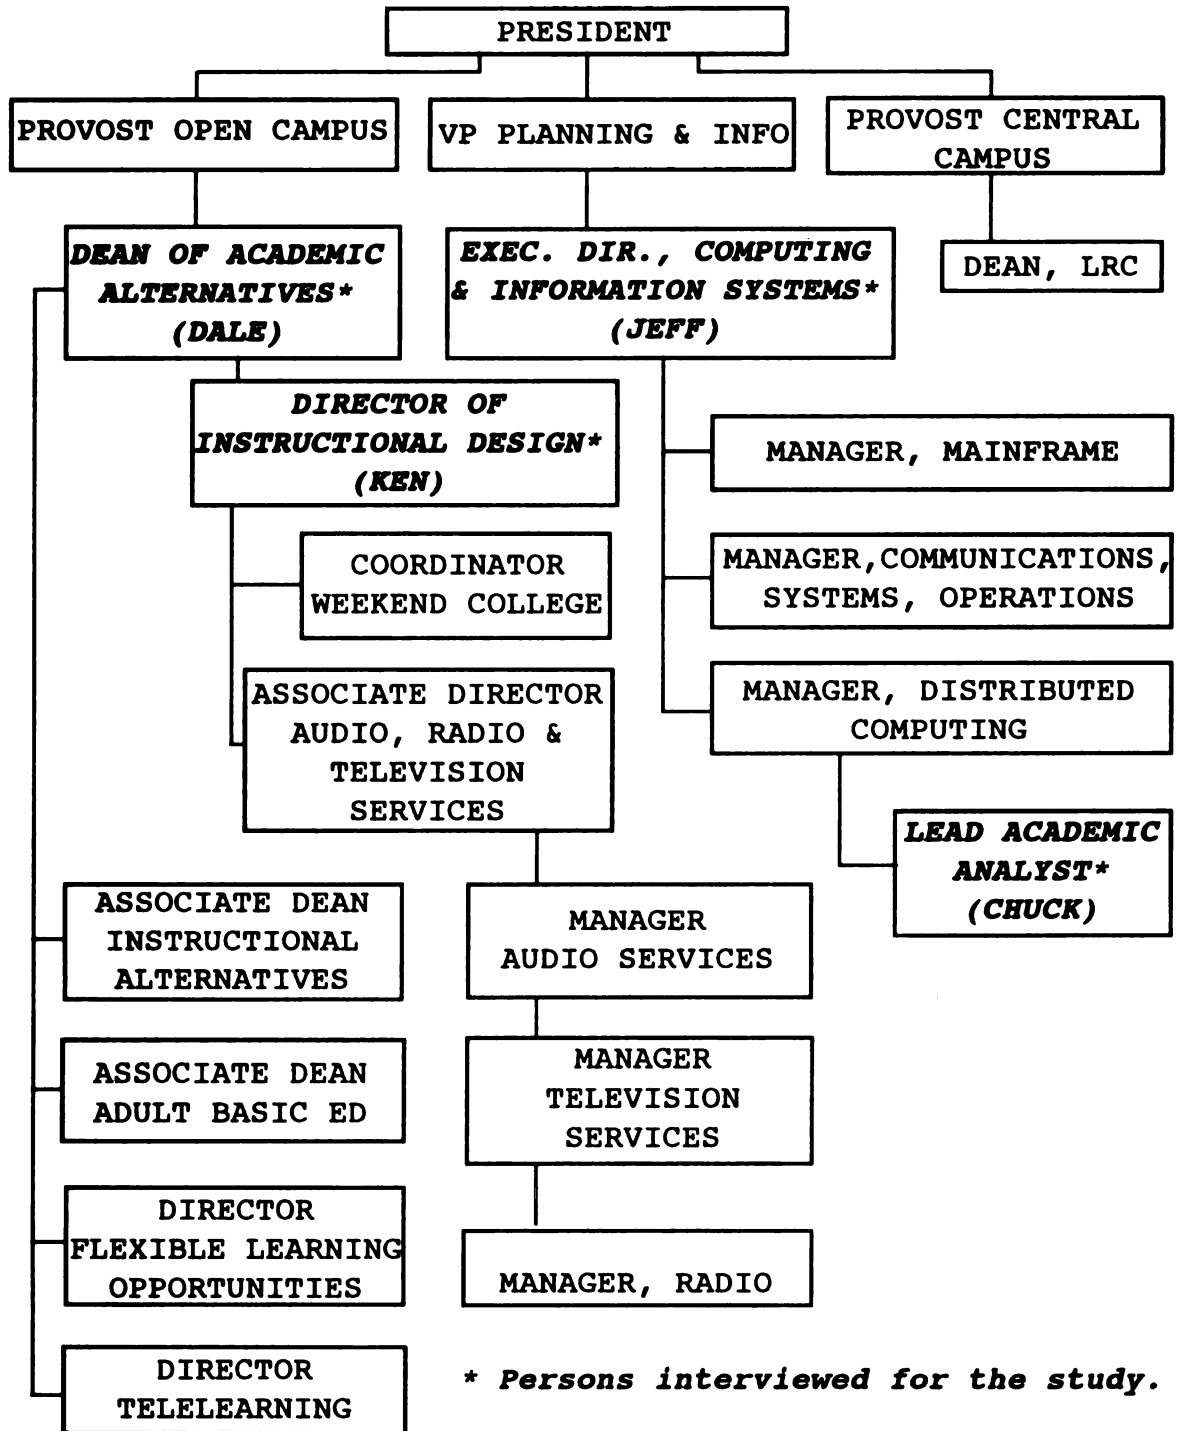 PRESIDENT
PROVOST OPEN CAMPUS
VP PLANNING & INFO
PROVOST CENTRAL
CAMPUS
DEAN OF ACADEMIC
ALTERNATIVES*
(DALE)
EXEC. DIR., COMPUTING
& INFORMATION SYSTEMS*
(JEFF)
DEAN, LRC
DIRECTOR OF
INSTRUCTIONAL DESIGN*
(KEN)
MANAGER, MAINFRAME
COORDINATOR
WEEKEND COLLEGE
MANAGER,COMMUNICATIONS,
SYSTEMS, OPERATIONS
ASSOCIATE DIRECTOR
AUDIO, RADIO &
TELEVISION
SERVICES
MANAGER, DISTRIBUTED
COMPUTING
LEAD ACADEMIC
ANALYST*
(CHUCK)
ASSOCIATE DEAN
INSTRUCTIONAL
ALTERNATIVES
MANAGER
AUDIO SERVICES
ASSOCIATE DEAN
ADULT BASIC ED
MANAGER
TELEVISION
SERVICES
DIRECTOR
FLEXIBLE LEARNING
OPPORTUNITIES
MANAGER, RADIO
DIRECTOR
TELELEARNING
* Persons interviewed for the study.